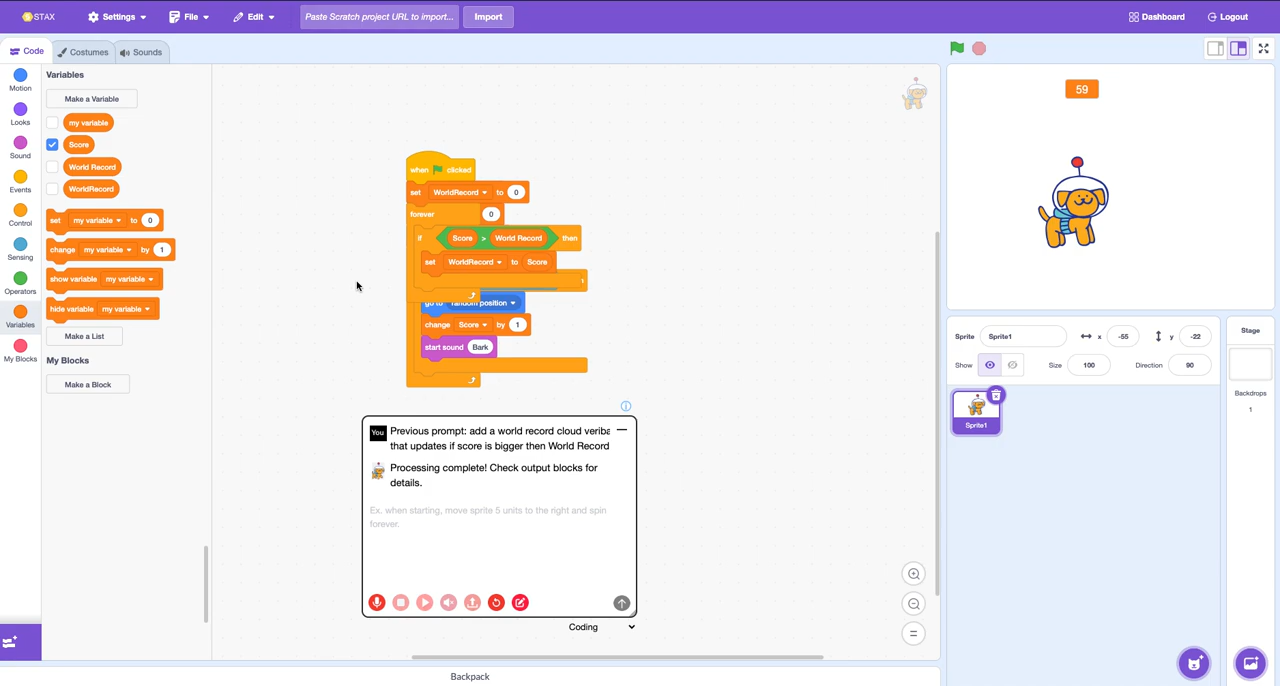 STAX
Settings
File
Edit
Paste Scratch project URL to import...
Import
Dashboard
Logout
Code
Costumes
Sounds
Motion
Looks
Sound
Events
Control
Sensing
Operators
Variables
My Blocks
Variables
Make a Variable
my variable
Score
World Record
WorldRecord
set my variable to 0
change my variable by 1
show variable my variable
hide variable my variable
Make a List
My Blocks
Make a Block
when clicked
set WorldRecord to 0
forever 0
if Score > World Record then
set WorldRecord to Score
go to random position
change Score by 1
start sound Bark
You Previous prompt: add a world record cloud veriba
that updates if score is bigger then World Record
Processing complete! Check output blocks for
details.
Ex. when starting, move sprite 5 units to the right and spin
forever.
Coding
Backpack
59
Sprite Sprite1 x -55 y -22
Show Size 100 Direction 90
Sprite1
Stage
Backdrops
1